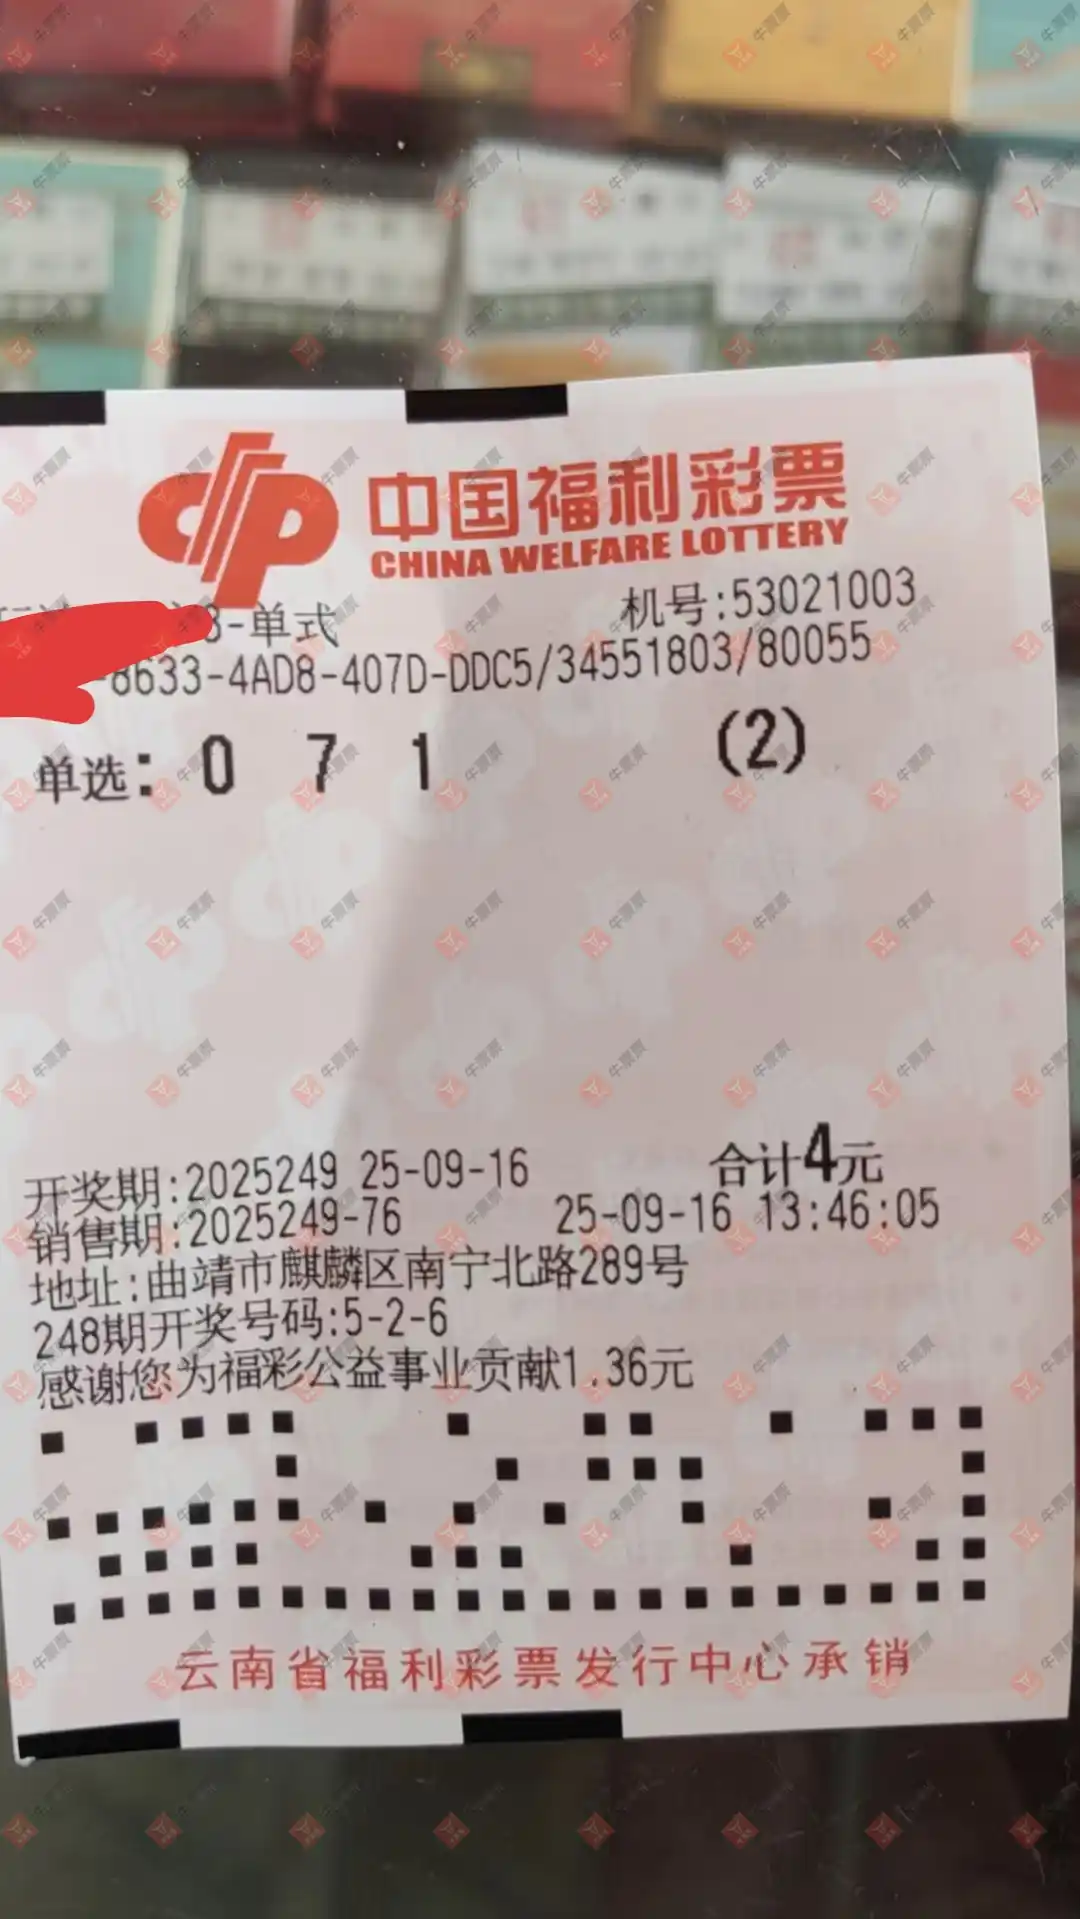 中国福利彩票
CHINA WELFARE LOTTERY
3-单式 机号:53021003
-8633-4AD8-407D-DDC5/34551803/80055
单选: 0 7 1 (2)
开奖期:2025249 25-09-16 合计4元
销售期:2025249-76 25-09-16 13:46:05
地址:曲靖市麒麟区南宁北路289号
248期开奖号码:5-2-6
感谢您为福彩公益事业贡献1.36元
云南省福利彩票发行中心承销
牛票票